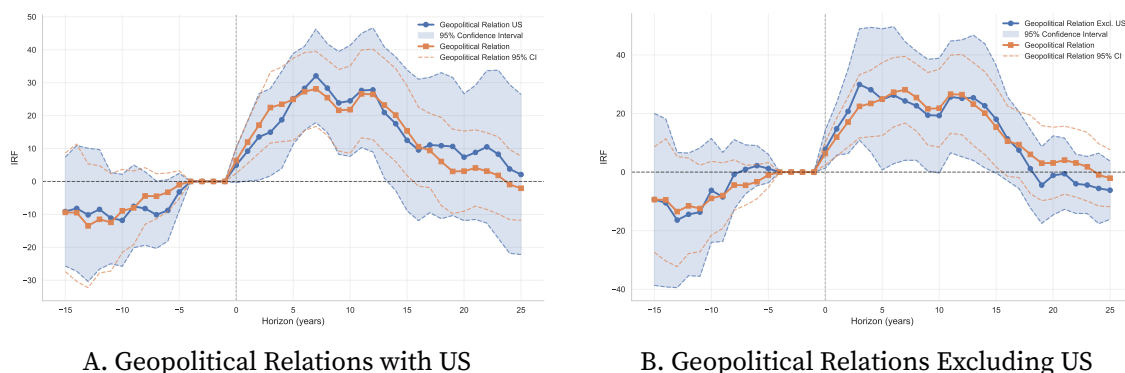 50
40
30
20
10
0
−10
−20
−30
IRF
−15
−10
−5
0
5
10
15
20
25
Horizon (years)
Geopolitical Relation US
95% Confidence Interval
Geopolitical Relation
Geopolitical Relation 95% CI
A. Geopolitical Relations with US
40
20
0
−20
−40
IRF
−15
−10
−5
0
5
10
15
20
25
Horizon (years)
Geopolitical Relation Excl. US
95% Confidence Interval
Geopolitical Relation
Geopolitical Relation 95% CI
B. Geopolitical Relations Excluding US